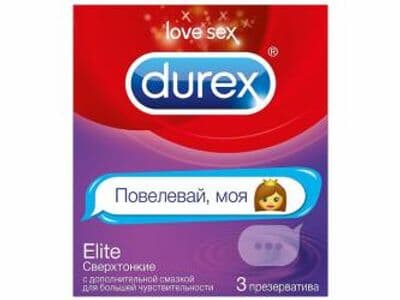 love sex
durex®
Повелевай, моя
Elite
Сверхтонкие
с дополнительной смазкой
для большей чувствительности
3 презерватива